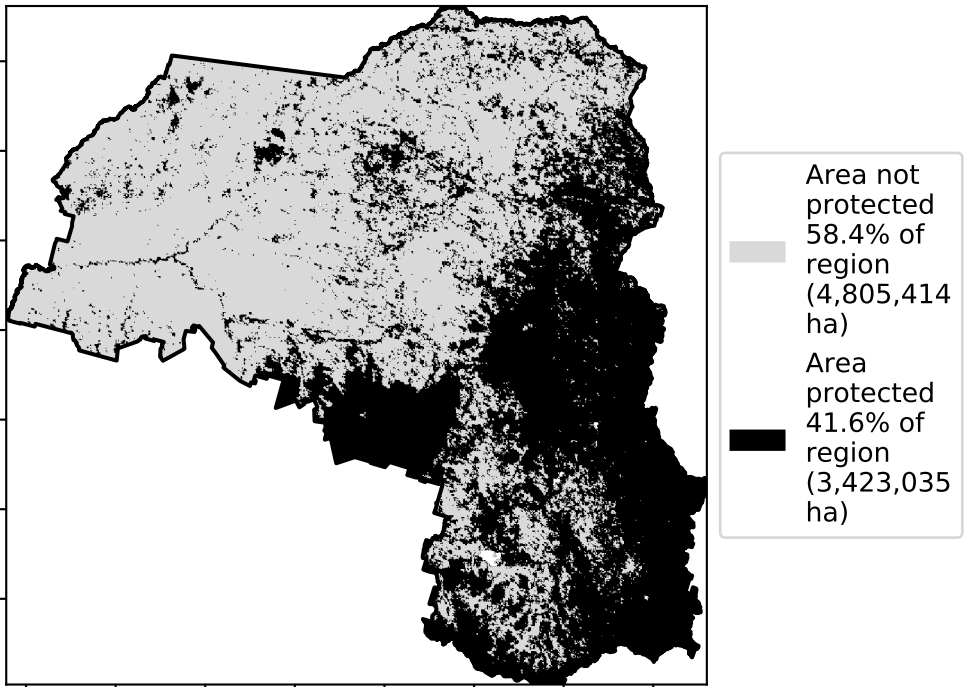 Area not
protected
58.4% of
region
(4,805,414
ha)
Area
protected
41.6% of
region
(3,423,035
ha)